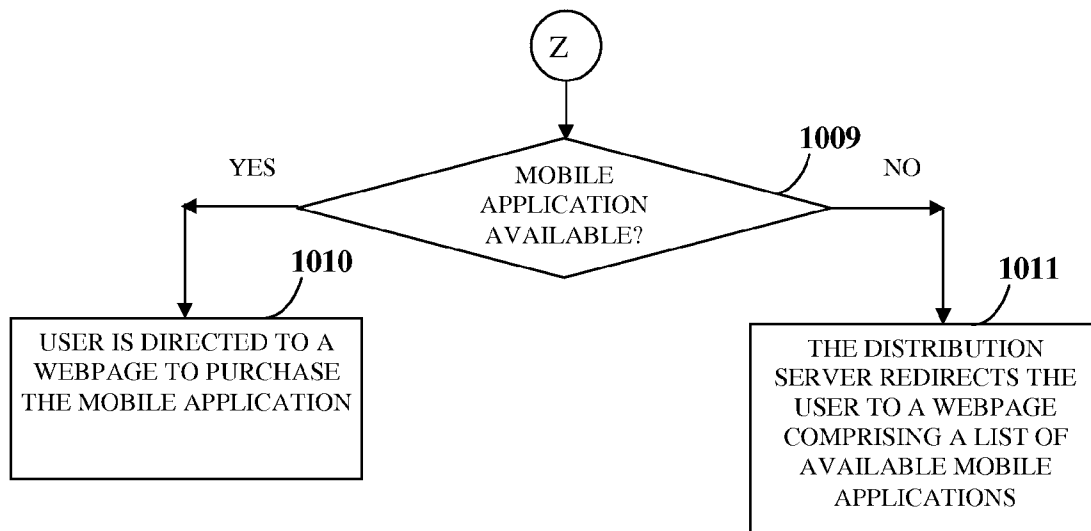 Z
1009
YES
NO
MOBILE
APPLICATION
AVAILABLE?
1010
1011
USER IS DIRECTED TO A
WEBPAGE TO PURCHASE
THE MOBILE APPLICATION
THE DISTRIBUTION
SERVER REDIRECTS THE
USER TO A WEBPAGE
COMPRISING A LIST OF
AVAILABLE MOBILE
APPLICATIONS